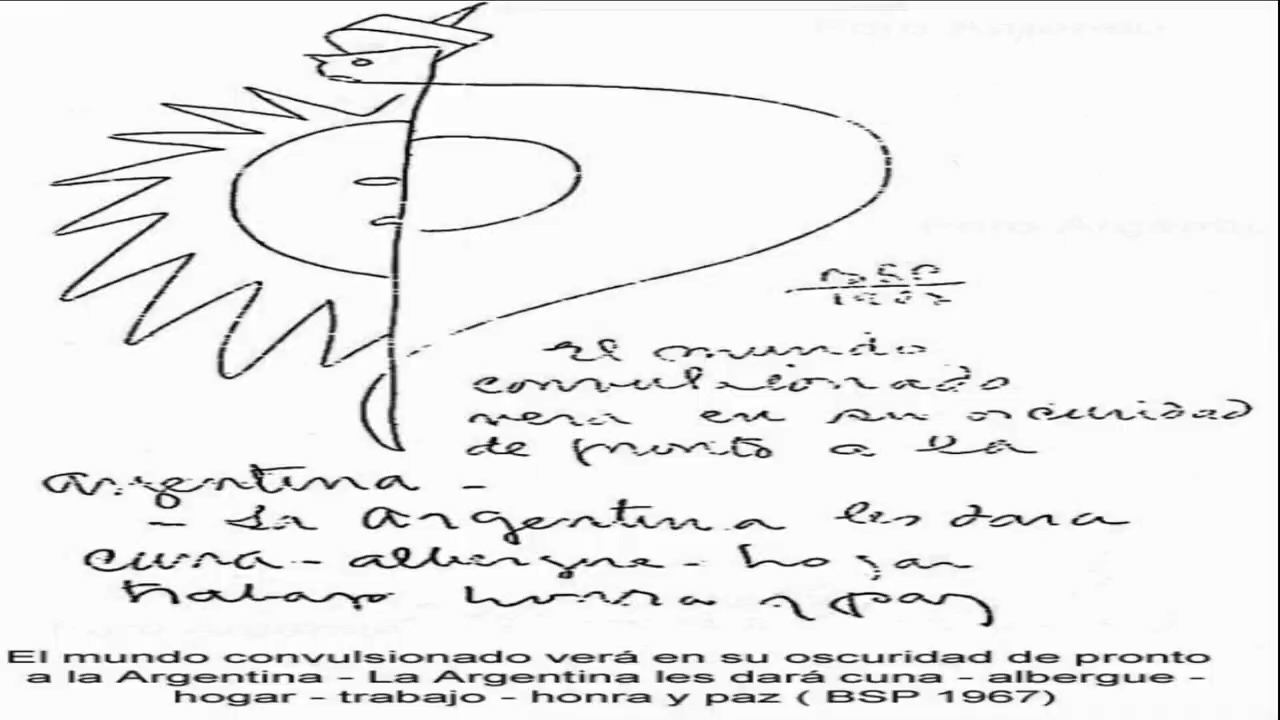 BSP
1967
El mundo
convulsionado
vera en su oscuridad
de pronto a la
argentina -
- La Argentina les dara
cuna - albergue - hogar
trabajo honra y paz
El mundo convulsionado verá en su oscuridad de pronto
a la Argentina - La Argentina les dará cuna - albergue -
hogar - trabajo - honra y paz ( BSP 1967)